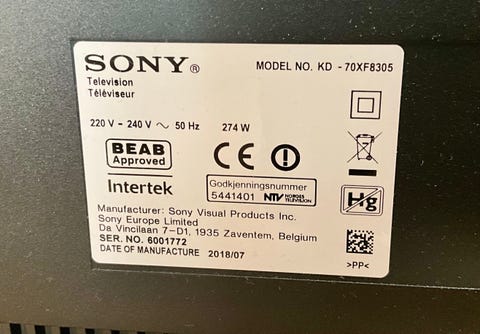 SONY®
MODEL NO. KD - 70XF8305
Television
Téléviseur
220 V - 240 V ~ 50 Hz 274 W
BEAB
Approved
CE
Intertek
Godkjenningsnummer
5441401 NTV NORGES TELEVISJON
Hg
Manufacturer: Sony Visual Products Inc.
Sony Europe Limited
Da Vincilaan 7-D1, 1935 Zaventem, Belgium
SER. NO. 6001772
DATE OF MANUFACTURE 2018/07
>PP<